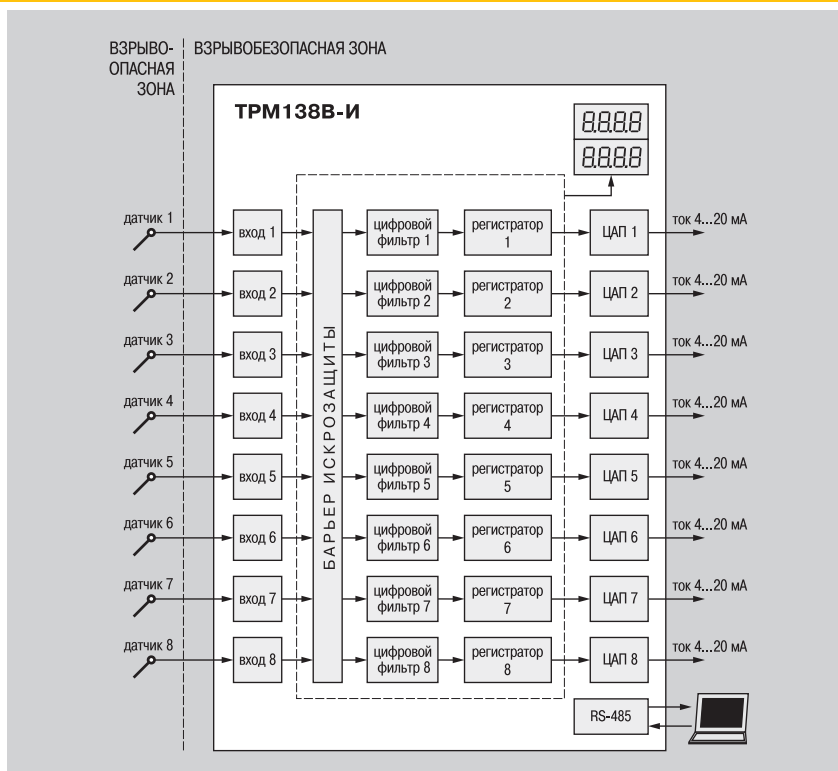 ВЗРЫВО-
ОПАСНАЯ
ЗОНА
ВЗРЫВОБЕЗОПАСНАЯ ЗОНА
ТРМ138В-И
8.8.8.8
8.8.8.8
датчик 1
вход 1
цифровой
фильтр 1
регистратор
1
ЦАП 1
ток 4...20 мА
датчик 2
вход 2
цифровой
фильтр 2
регистратор
2
ЦАП 2
ток 4...20 мА
датчик 3
вход 3
цифровой
фильтр 3
регистратор
3
ЦАП 3
ток 4...20 мА
датчик 4
вход 4
цифровой
фильтр 4
регистратор
4
ЦАП 4
ток 4...20 мА
датчик 5
вход 5
цифровой
фильтр 5
регистратор
5
ЦАП 5
ток 4...20 мА
датчик 6
вход 6
цифровой
фильтр 6
регистратор
6
ЦАП 6
ток 4...20 мА
датчик 7
вход 7
цифровой
фильтр 7
регистратор
7
ЦАП 7
ток 4...20 мА
датчик 8
вход 8
цифровой
фильтр 8
регистратор
8
ЦАП 8
ток 4...20 мА
БАРЬЕР ИСКРОЗАЩИТЫ
RS-485